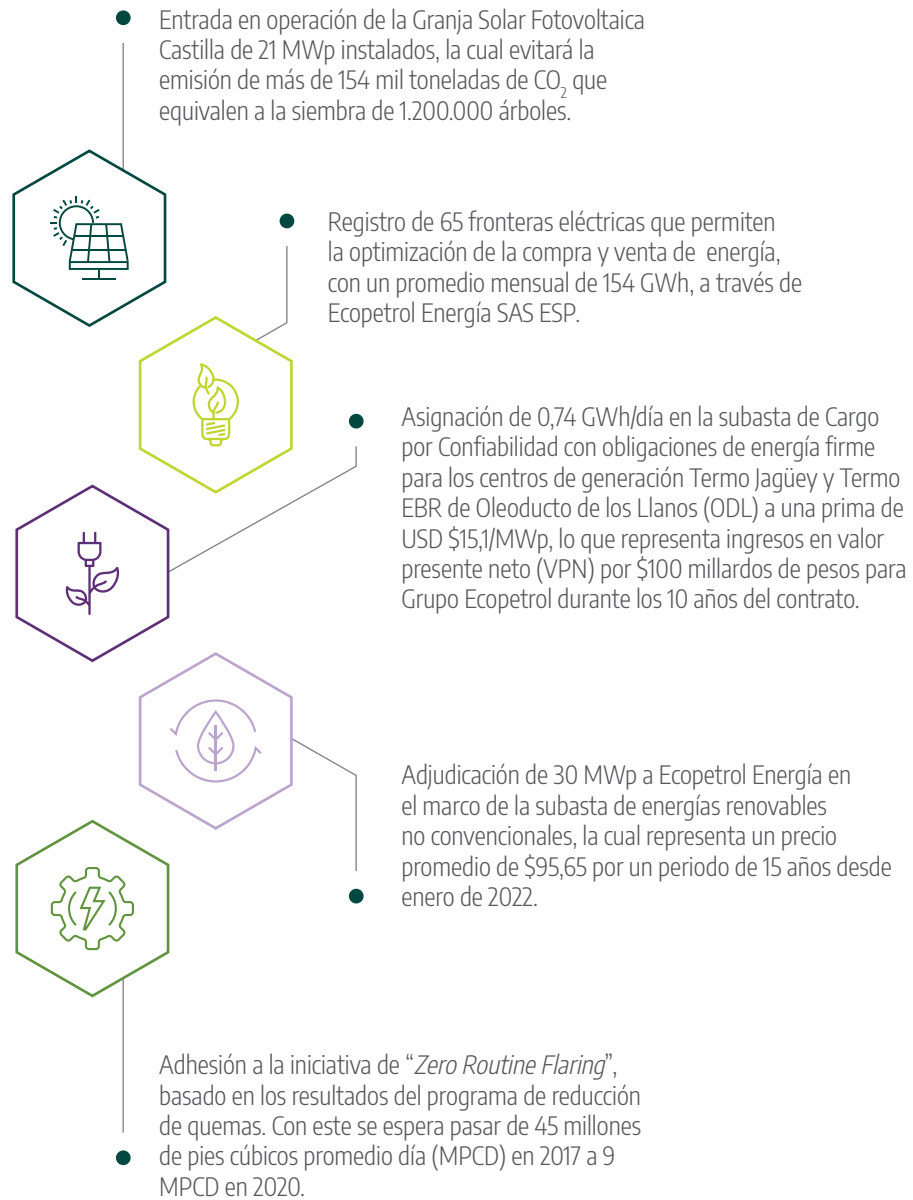 Entrada en operación de la Granja Solar Fotovoltaica
Castilla de 21 MWp instalados, la cual evitará la
emisión de más de 154 mil toneladas de CO₂ que
equivalen a la siembra de 1.200.000 árboles.
Registro de 65 fronteras eléctricas que permiten
la optimización de la compra y venta de energía,
con un promedio mensual de 154 GWh, a través de
Ecopetrol Energía SAS ESP.
Asignación de 0,74 GWh/día en la subasta de Cargo
por Confiabilidad con obligaciones de energía firme
para los centros de generación Termo Jagüey y Termo
EBR de Oleoducto de los Llanos (ODL) a una prima de
USD $15,1/MWp, lo que representa ingresos en valor
presente neto (VPN) por $100 millardos de pesos para
Grupo Ecopetrol durante los 10 años del contrato.
Adjudicación de 30 MWp a Ecopetrol Energía en
el marco de la subasta de energías renovables
no convencionales, la cual representa un precio
promedio de $95,65 por un periodo de 15 años desde
enero de 2022.
Adhesión a la iniciativa de “Zero Routine Flaring”,
basado en los resultados del programa de reducción
de quemas. Con este se espera pasar de 45 millones
de pies cúbicos promedio día (MPCD) en 2017 a 9
MPCD en 2020.